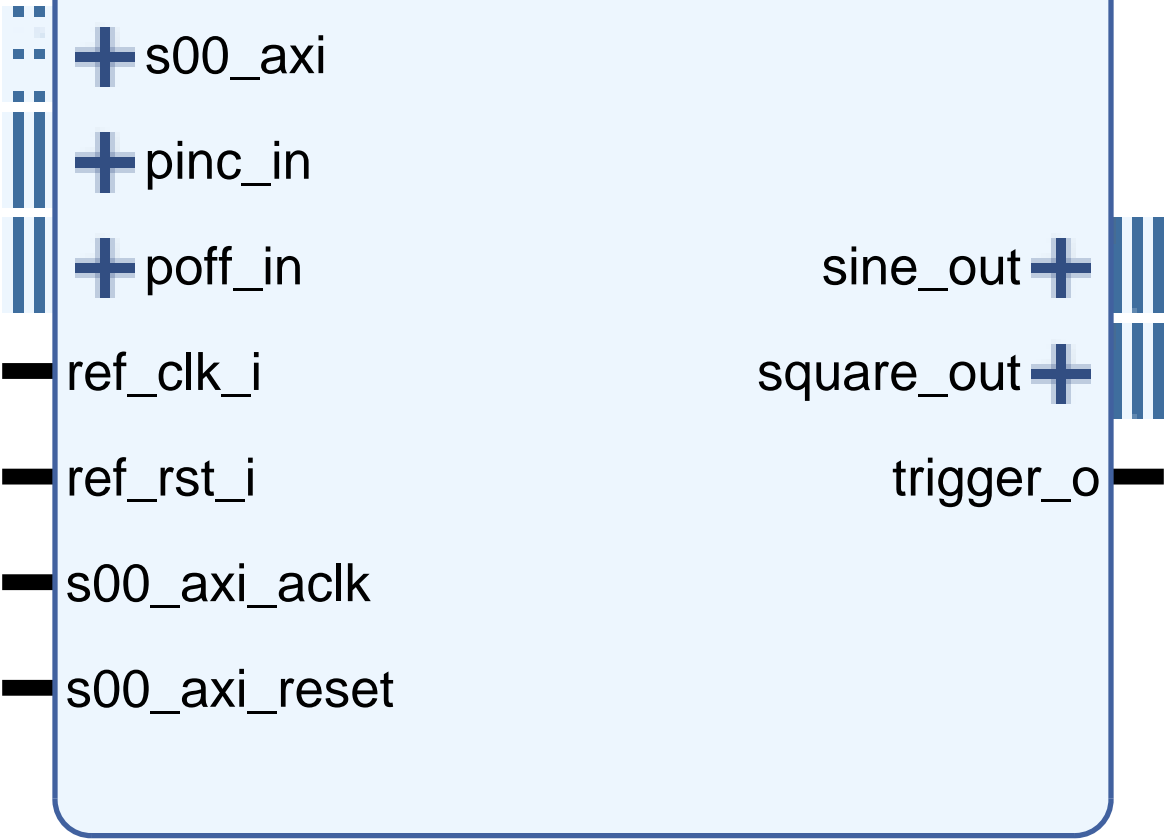 s00_axi
pinc_in
poff_in
sine_out
ref_clk_i
square_out
ref_rst_i
trigger_o
s00_axi_aclk
s00_axi_reset